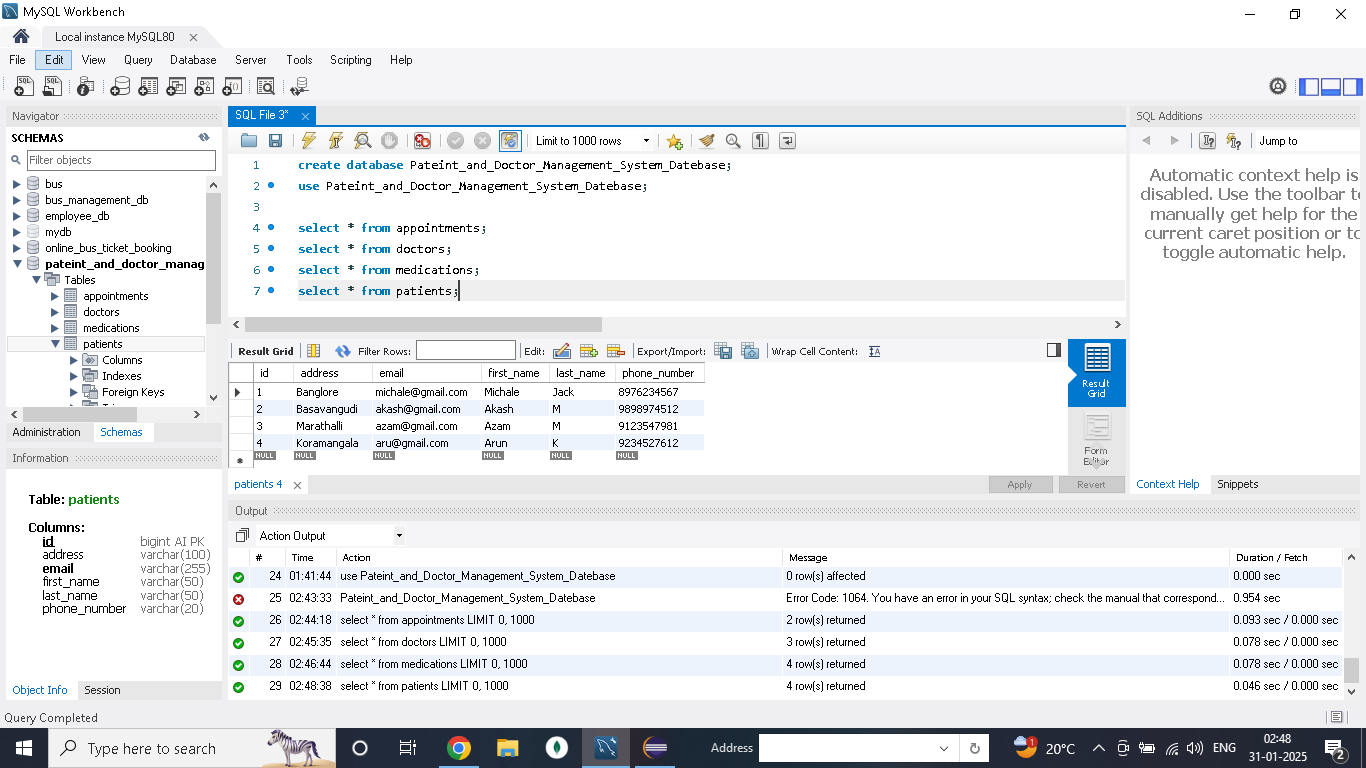 MySQL Workbench
Local instance MySQL80
File Edit View Query Database Server Tools Scripting Help
Navigator
SCHEMAS
Filter objects
bus
bus_management_db
employee_db
mydb
online_bus_ticket_booking
pateint_and_doctor_manag
Tables
appointments
doctors
medications
patients
Columns
Indexes
Foreign Keys
Administration Schemas
Information
Table: patients
Columns:
id bigint AI PK
address varchar(100)
email varchar(255)
first_name varchar(50)
last_name varchar(50)
phone_number varchar(20)
Object Info Session
Query Completed
SQL File 3*
Limit to 1000 rows
1 create database Pateint_and_Doctor_Management_System_Datebase;
2 use Pateint_and_Doctor_Management_System_Datebase;
3
4 select * from appointments;
5 select * from doctors;
6 select * from medications;
7 select * from patients;
Result Grid Filter Rows: Edit: Export/Import: Wrap Cell Content:
id address email first_name last_name phone_number
1 Banglore michale@gmail.com Michale Jack 8976234567
2 Basavangudi akash@gmail.com Akash M 9898974512
3 Marathalli azam@gmail.com Azam M 9123547981
4 Koramangala aru@gmail.com Arun K 9234527612
NULL NULL NULL NULL NULL NULL
Result
Grid
Form
Editor
patients 4
Apply Revert
SQL Additions
Jump to
Automatic context help is
disabled. Use the toolbar to
manually get help for the
current caret position or to
toggle automatic help.
Context Help Snippets
Output
Action Output
# Time Action Message Duration / Fetch
24 01:41:44 use Pateint_and_Doctor_Management_System_Datebase 0 row(s) affected 0.000 sec
25 02:43:33 Pateint_and_Doctor_Management_System_Datebase Error Code: 1064. You have an error in your SQL syntax; check the manual that correspond... 0.954 sec
26 02:44:18 select * from appointments LIMIT 0, 1000 2 row(s) returned 0.093 sec / 0.000 sec
27 02:45:35 select * from doctors LIMIT 0, 1000 3 row(s) returned 0.078 sec / 0.000 sec
28 02:46:44 select * from medications LIMIT 0, 1000 4 row(s) returned 0.078 sec / 0.000 sec
29 02:48:38 select * from patients LIMIT 0, 1000 4 row(s) returned 0.046 sec / 0.000 sec
Type here to search
Address
1
20°C
ENG
02:48
31-01-2025
2